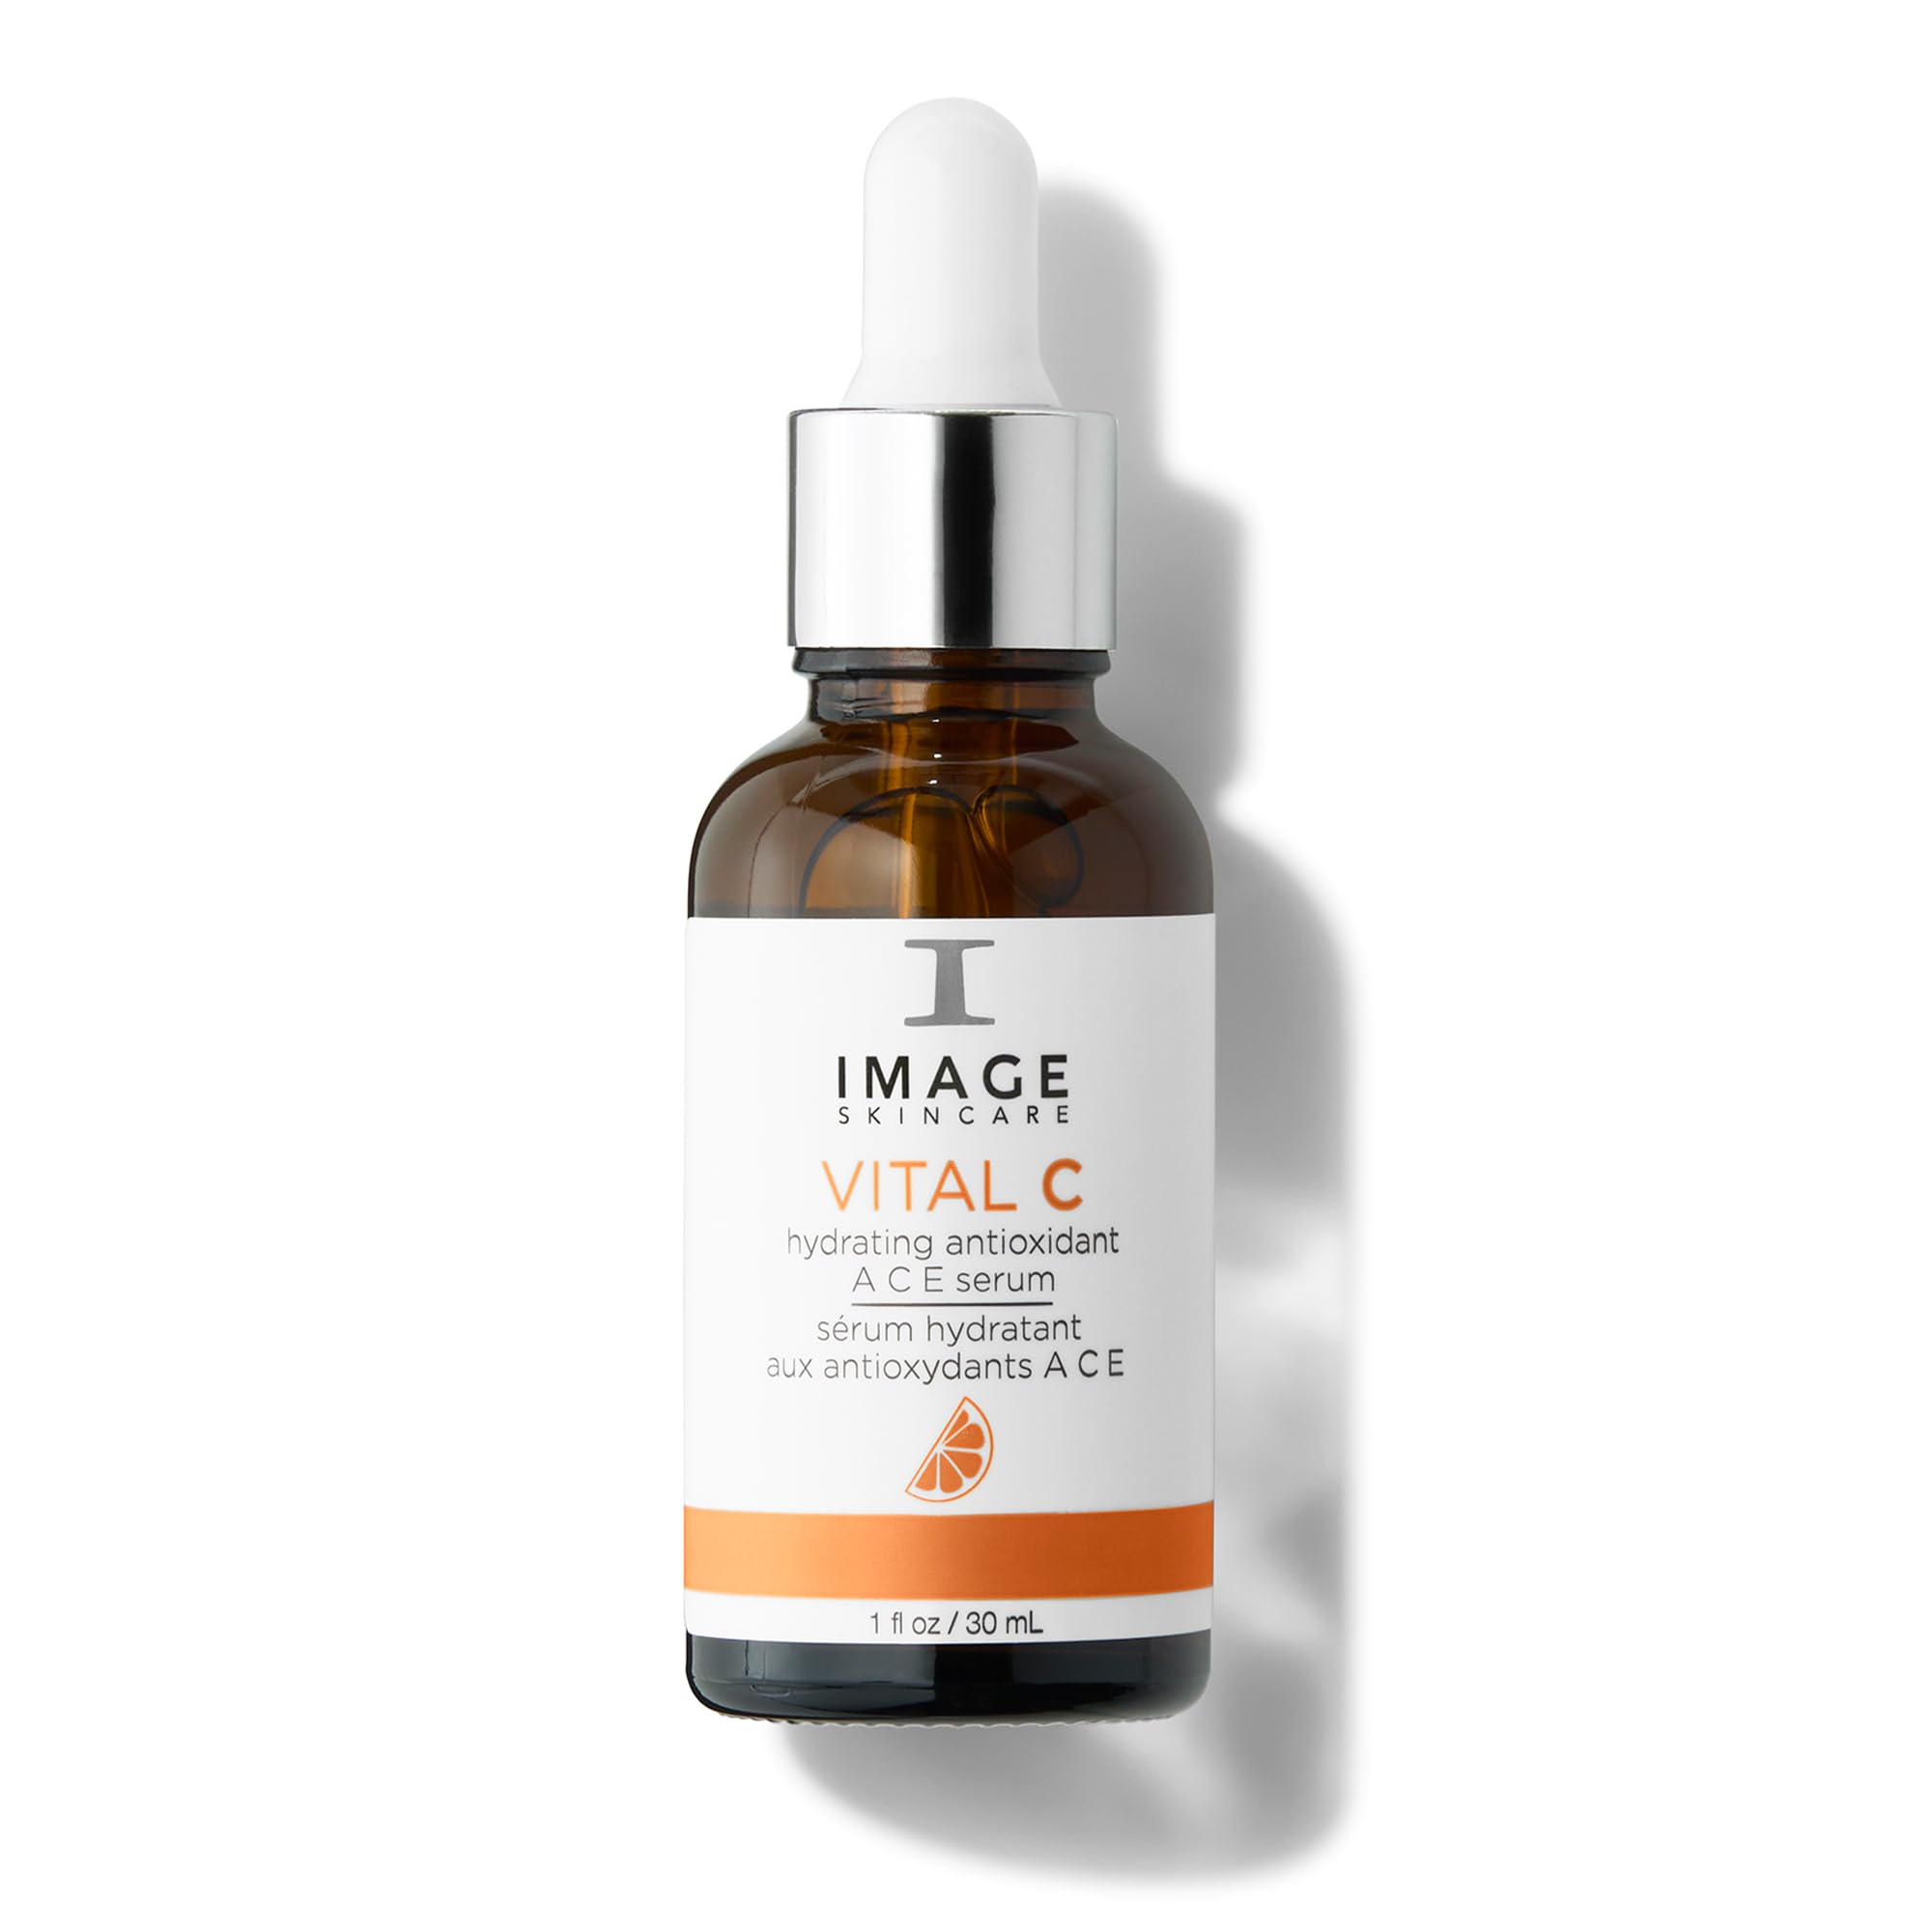 I
IMAGE
SKINCARE
VITAL C
hydrating antioxidant
A C E serum
sérum hydratant
aux antioxydants A C E
1 fl oz / 30 mL